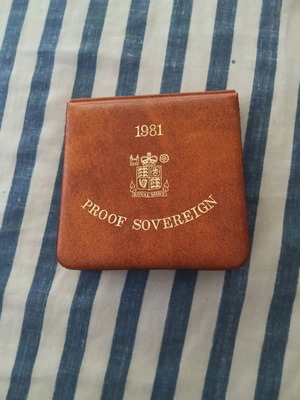 1981
ROYAL MINT
PROOF SOVEREIGN